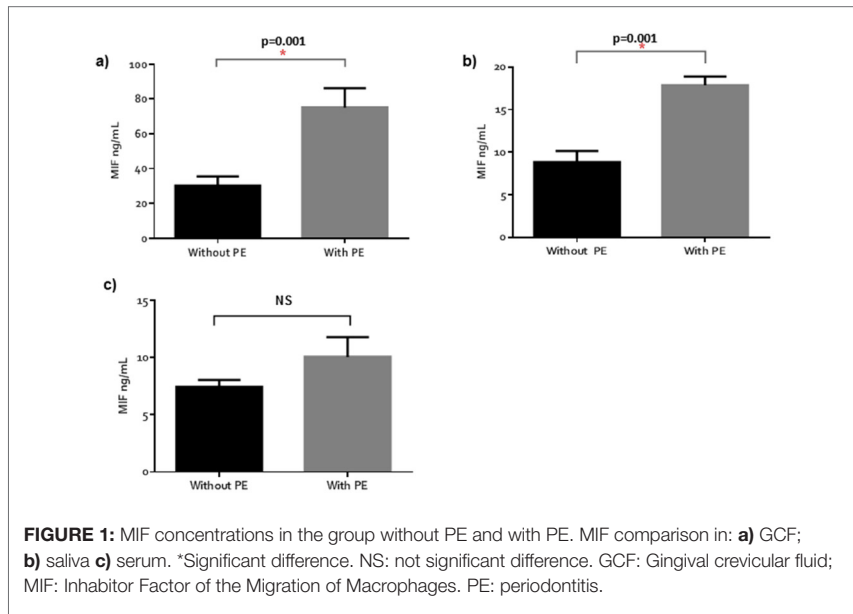 p=0.001
*
a)
MIF ng/mL
100
80
60
40
20
0
Without PE
With PE
p=0.001
*
b)
MIF ng/mL
20
15
10
5
0
Without PE
With PE
c)
NS
MIF ng/mL
15
10
5
0
Without PE
With PE
FIGURE 1: MIF concentrations in the group without PE and with PE. MIF comparison in: a) GCF;
b) saliva c) serum. *Significant difference. NS: not significant difference. GCF: Gingival crevicular fluid;
MIF: Inhabitor Factor of the Migration of Macrophages. PE: periodontitis.